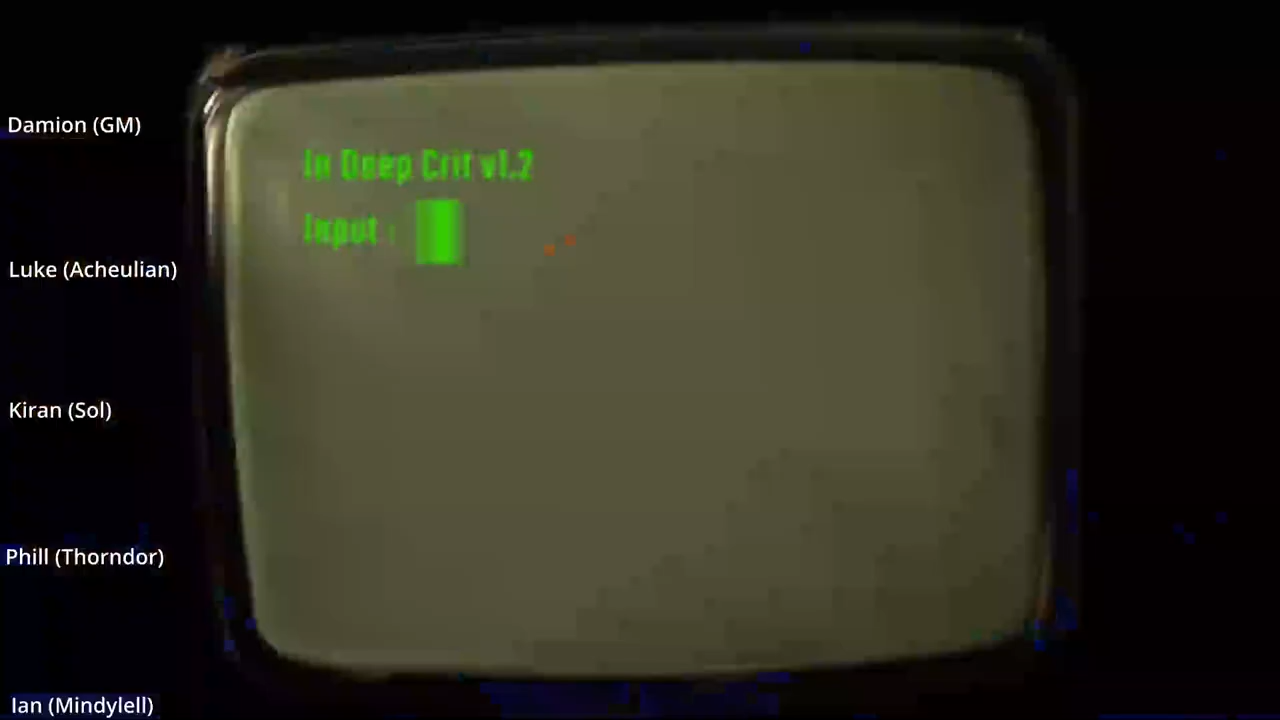 Damion (GM)
In Deep Crit v1.2
Input :
Luke (Acheulian)
Kiran (Sol)
Phill (Thorndor)
Ian (Mindylell)